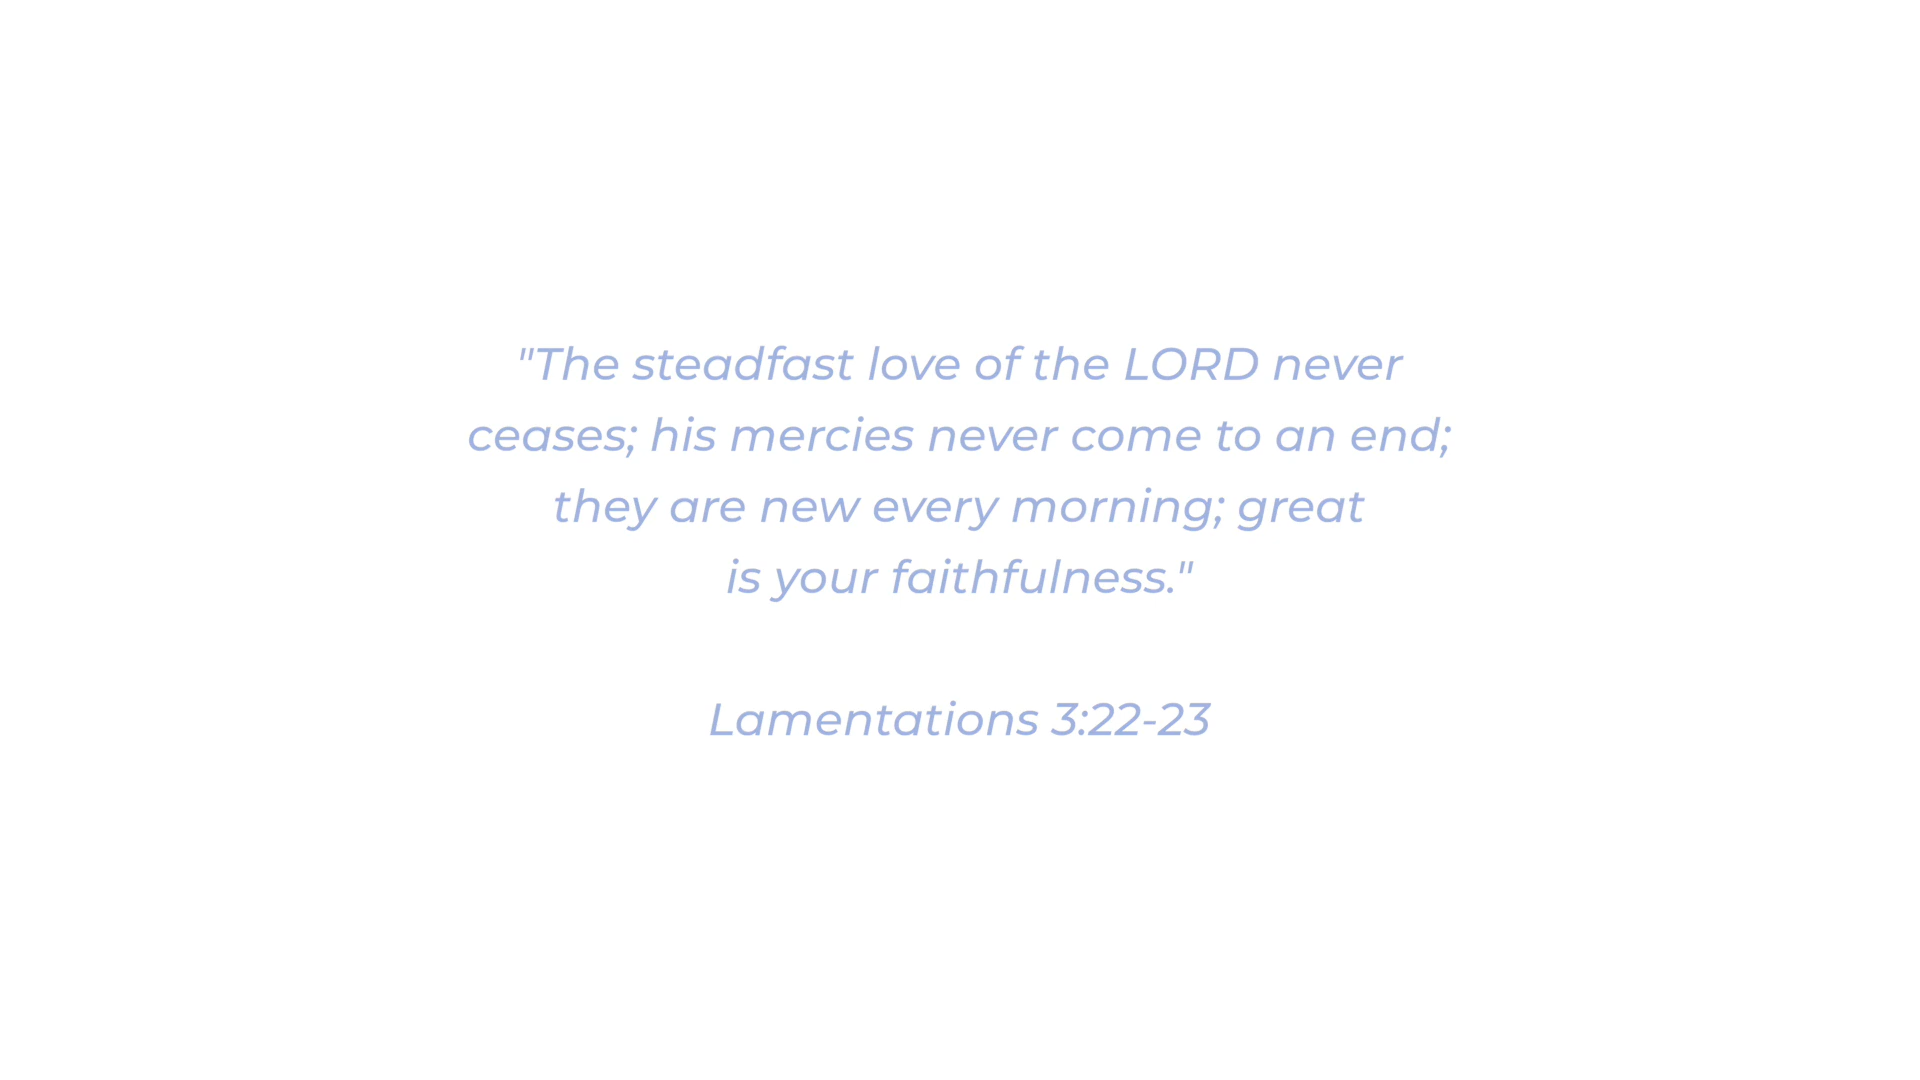 "The steadfast love of the LORD never
ceases; his mercies never come to an end;
they are new every morning; great
is your faithfulness."
Lamentations 3:22-23